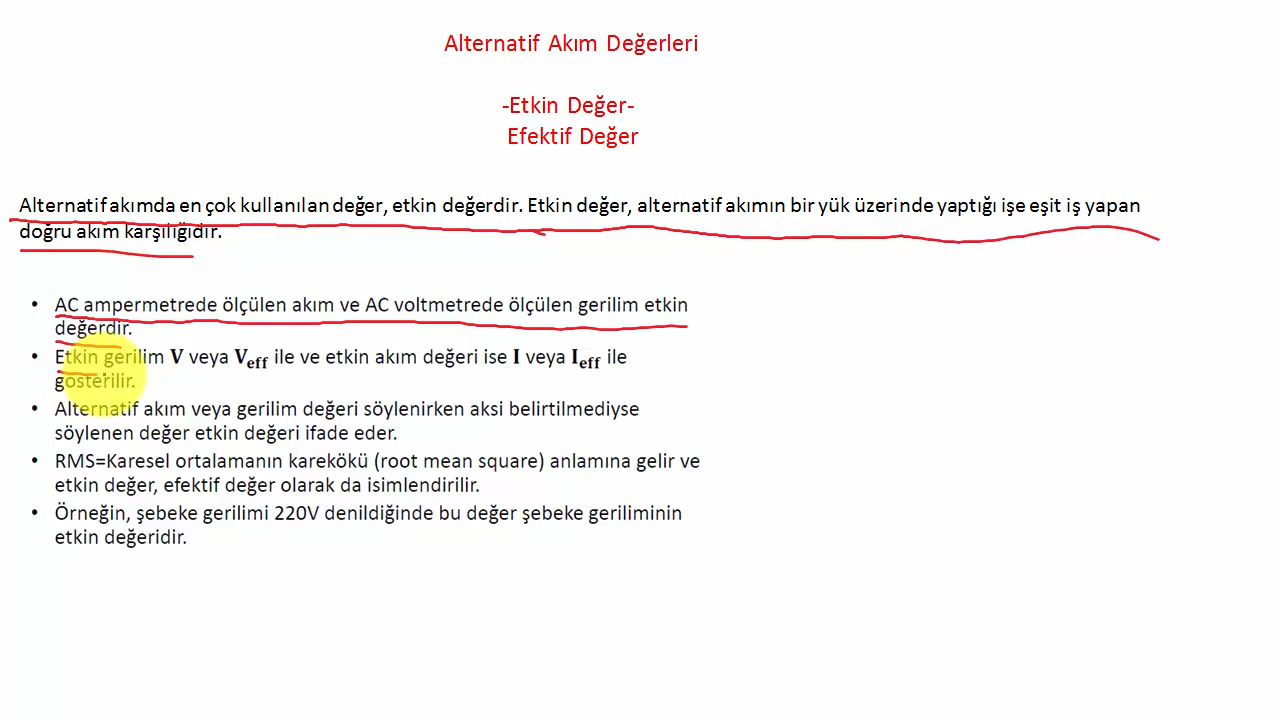 Alternatif Akım Değerleri
-Etkin Değer-
Efektif Değer
Alternatif akımda en çok kullanılan değer, etkin değerdir. Etkin değer, alternatif akımın bir yük üzerinde yaptığı işe eşit iş yapan
doğru akım karşılığıdır.
• AC ampermetrede ölçülen akım ve AC voltmetrede ölçülen gerilim etkin
değerdir.
• Etkin gerilim V veya Veff ile ve etkin akım değeri ise I veya Ieff ile
gösterilir.
• Alternatif akım veya gerilim değeri söylenirken aksi belirtilmediyse
söylenen değer etkin değeri ifade eder.
• RMS=Karesel ortalamanın karekökü (root mean square) anlamına gelir ve
etkin değer, efektif değer olarak da isimlendirilir.
• Örneğin, şebeke gerilimi 220V denildiğinde bu değer şebeke geriliminin
etkin değeridir.